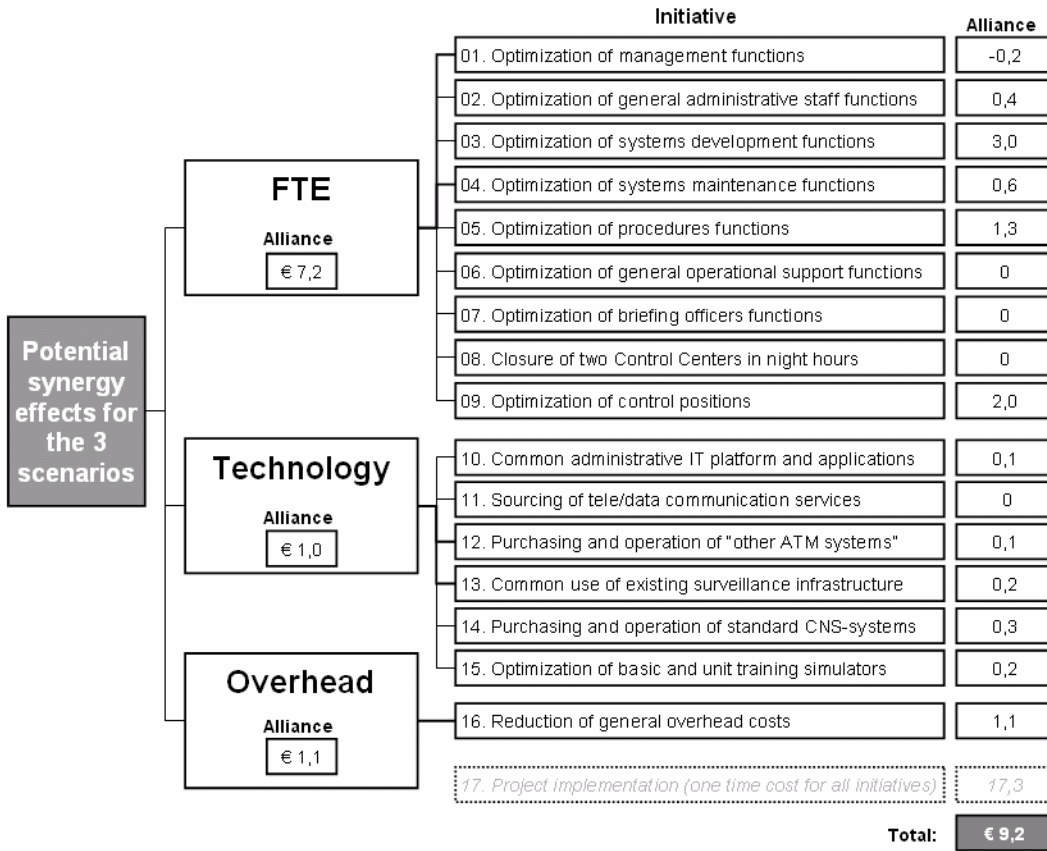 Initiative
Alliance
01. Optimization of management functions
-0,2
02. Optimization of general administrative staff functions
0,4
03. Optimization of systems development functions
3,0
04. Optimization of systems maintenance functions
0,6
05. Optimization of procedures functions
1,3
06. Optimization of general operational support functions
0
07. Optimization of briefing officers functions
0
08. Closure of two Control Centers in night hours
0
09. Optimization of control positions
2,0
FTE
Alliance
€ 7,2
Potential
synergy
effects for
the 3
scenarios
Technology
Alliance
€ 1,0
10. Common administrative IT platform and applications
0,1
11. Sourcing of tele/data communication services
0
12. Purchasing and operation of "other ATM systems"
0,1
13. Common use of existing surveillance infrastructure
0,2
14. Purchasing and operation of standard CNS-systems
0,3
15. Optimization of basic and unit training simulators
0,2
Overhead
Alliance
€ 1,1
16. Reduction of general overhead costs
1,1
17. Project implementation (one time cost for all initiatives)
17,3
Total:
€ 9,2